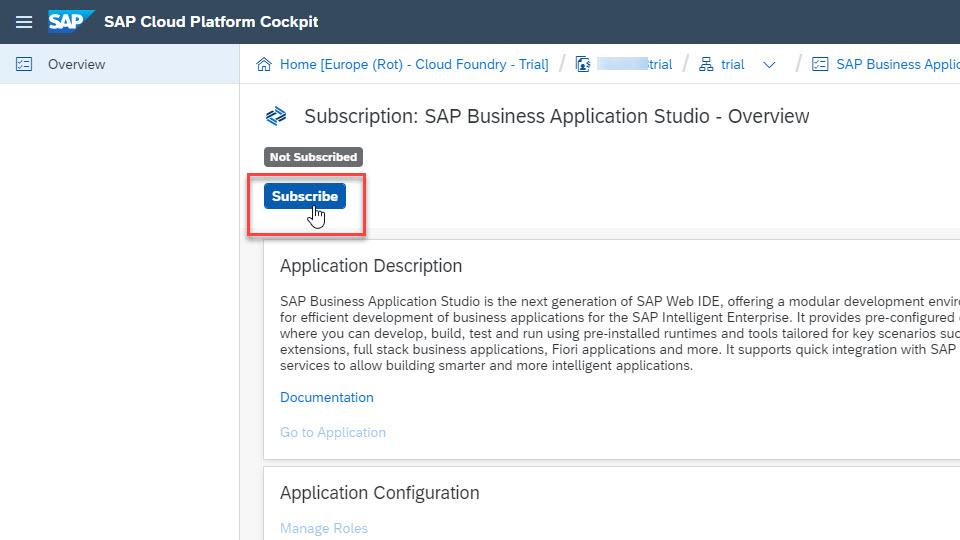 SAP SAP Cloud Platform Cockpit
Overview
Home [Europe (Rot) - Cloud Foundry - Trial] / trial / trial / SAP Business Applic
Subscription: SAP Business Application Studio - Overview
Not Subscribed
Subscribe
Application Description
SAP Business Application Studio is the next generation of SAP Web IDE, offering a modular development envir
for efficient development of business applications for the SAP Intelligent Enterprise. It provides pre-configured
where you can develop, build, test and run using pre-installed runtimes and tools tailored for key scenarios suc
extensions, full stack business applications, Fiori applications and more. It supports quick integration with SAP
services to allow building smarter and more intelligent applications.
Documentation
Go to Application
Application Configuration
Manage Roles